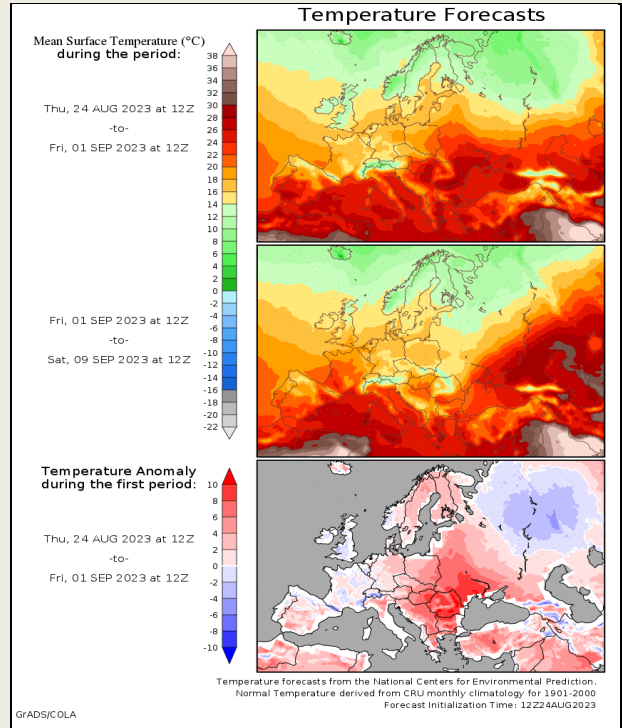 Temperature Forecasts
Mean Surface Temperature (°C)
during the period:
38
36
34
32
30
28
26
24
22
20
18
16
14
12
10
8
6
4
2
0
-2
-4
-6
-8
-10
-12
-14
-16
-18
-20
-22
Thu, 24 AUG 2023 at 12Z
-to-
Fri, 01 SEP 2023 at 12Z
Fri, 01 SEP 2023 at 12Z
-to-
Sat, 09 SEP 2023 at 12Z
Temperature Anomaly
during the first period:
10
8
6
4
2
0
-2
-4
-6
-8
-10
Thu, 24 AUG 2023 at 12Z
-to-
Fri, 01 SEP 2023 at 12Z
Temperature forecasts from the National Centers for Environmental Prediction.
Normal Temperature derived from CRU monthly climatology for 1901-2000
Forecast Initialization Time: 12Z24AUG2023
GrADS/COLA